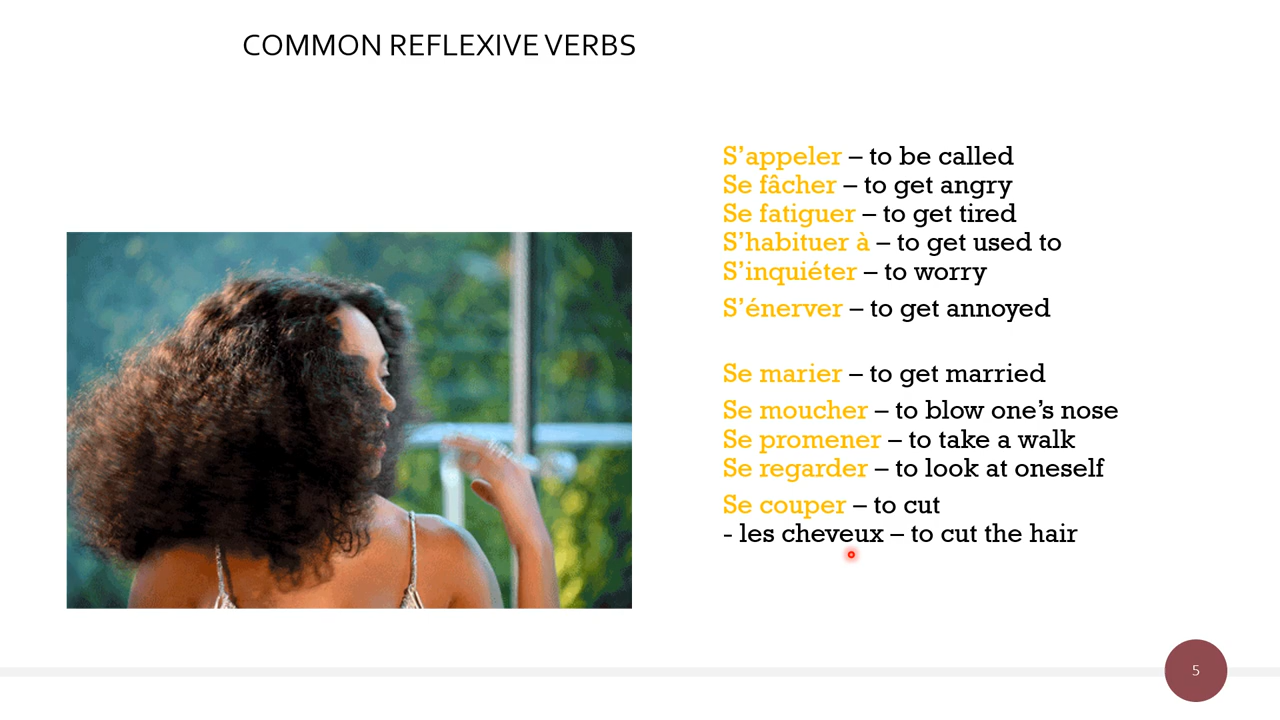 COMMON REFLEXIVE VERBS
S’appeler – to be called
Se fâcher – to get angry
Se fatiguer – to get tired
S’habituer à – to get used to
S’inquiéter – to worry
S’énerver – to get annoyed
Se marier – to get married
Se moucher – to blow one’s nose
Se promener – to take a walk
Se regarder – to look at oneself
Se couper – to cut
- les cheveux – to cut the hair
5